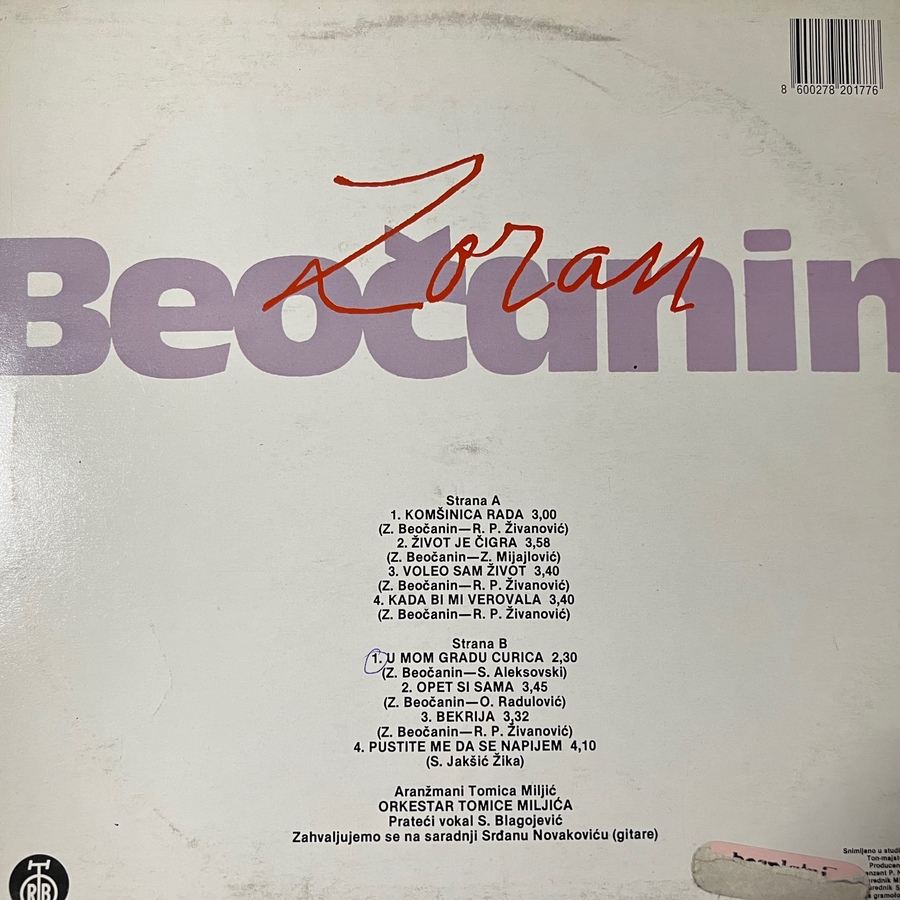 8 600278 201776
Zoran
Beočanin
Strana A
1. KOMŠINICA RADA 3,00
(Z. Beočanin—R. P. Živanović)
2. ŽIVOT JE ČIGRA 3,58
(Z. Beočanin—Z. Mijajlović)
3. VOLEO SAM ŽIVOT 3,40
(Z. Beočanin—R. P. Živanović)
4. KADA BI MI VEROVALA 3,40
(Z. Beočanin—R. P. Živanović)
Strana B
1. U MOM GRADU CURICA 2,30
(Z. Beočanin—S. Aleksovski)
2. OPET SI SAMA 3,45
(Z. Beočanin—O. Radulović)
3. BEKRIJA 3,32
(Z. Beočanin—R. P. Živanović)
4. PUSTITE ME DA SE NAPIJEM 4,10
(S. Jakšić Žika)
Aranžmani Tomica Miljić
ORKESTAR TOMICE MILJIĆA
Prateći vokal S. Blagojević
Zahvaljujemo se na saradnji Srđanu Novakoviću (gitare)
Snimljeno u
RTB